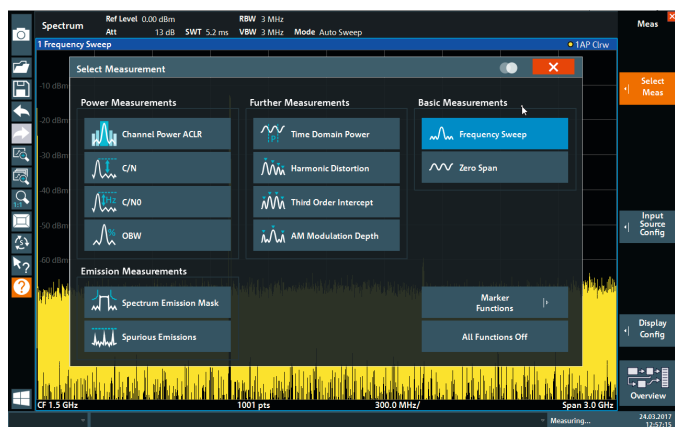 Spectrum
Ref Level 0.00 dBm RBW 3 MHz
Att 13 dB SWT 5.2 ms VBW 3 MHz Mode Auto Sweep
Meas
1 Frequency Sweep
1AP Clrw
Select Measurement
-10 dBm
-20 dBm
-30 dBm
-50 dBm
-60 dBm
Power Measurements
Channel Power ACLR
C/N
C/N0
OBW
Further Measurements
Time Domain Power
Harmonic Distortion
Third Order Intercept
AM Modulation Depth
Basic Measurements
Frequency Sweep
Zero Span
Emission Measurements
Spectrum Emission Mask
Spurious Emissions
Marker
Functions
All Functions Off
Select
Meas
Input
Source
Config
Display
Config
Overview
CF 1.5 GHz 1001 pts 300.0 MHz/ Span 3.0 GHz
Measuring...
24.03.2017
12:57:15